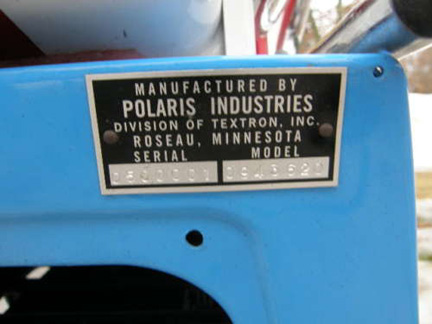 MANUFACTURED BY
POLARIS INDUSTRIES
DIVISION OF TEXTRON, INC.
ROSEAU, MINNESOTA
SERIAL MODEL